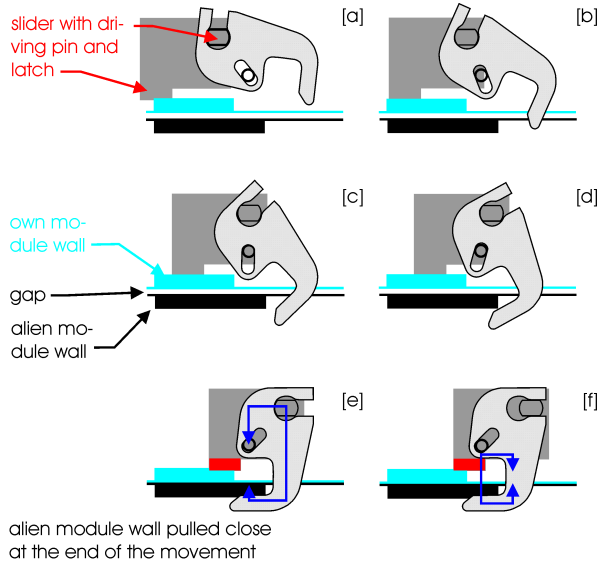 slider with dri-
ving pin and
latch
[a]
[b]
[c]
[d]
own mo-
dule wall
gap
alien mo-
dule wall
[e]
[f]
alien module wall pulled close
at the end of the movement